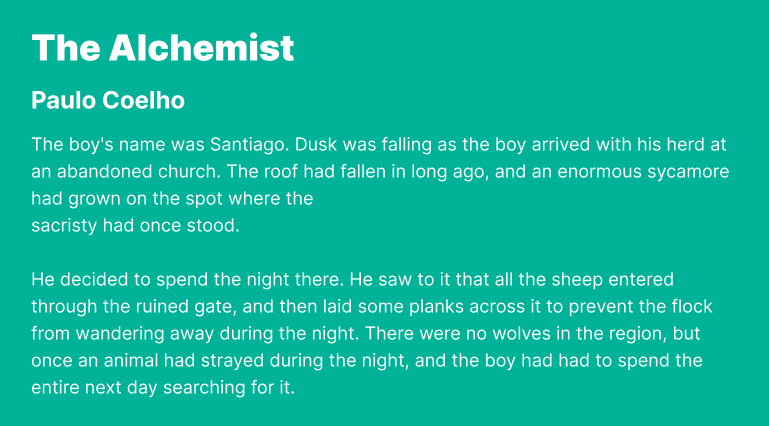 The Alchemist
Paulo Coelho
The boy's name was Santiago. Dusk was falling as the boy arrived with his herd at
an abandoned church. The roof had fallen in long ago, and an enormous sycamore
had grown on the spot where the
sacristy had once stood.
He decided to spend the night there. He saw to it that all the sheep entered
through the ruined gate, and then laid some planks across it to prevent the flock
from wandering away during the night. There were no wolves in the region, but
once an animal had strayed during the night, and the boy had had to spend the
entire next day searching for it.